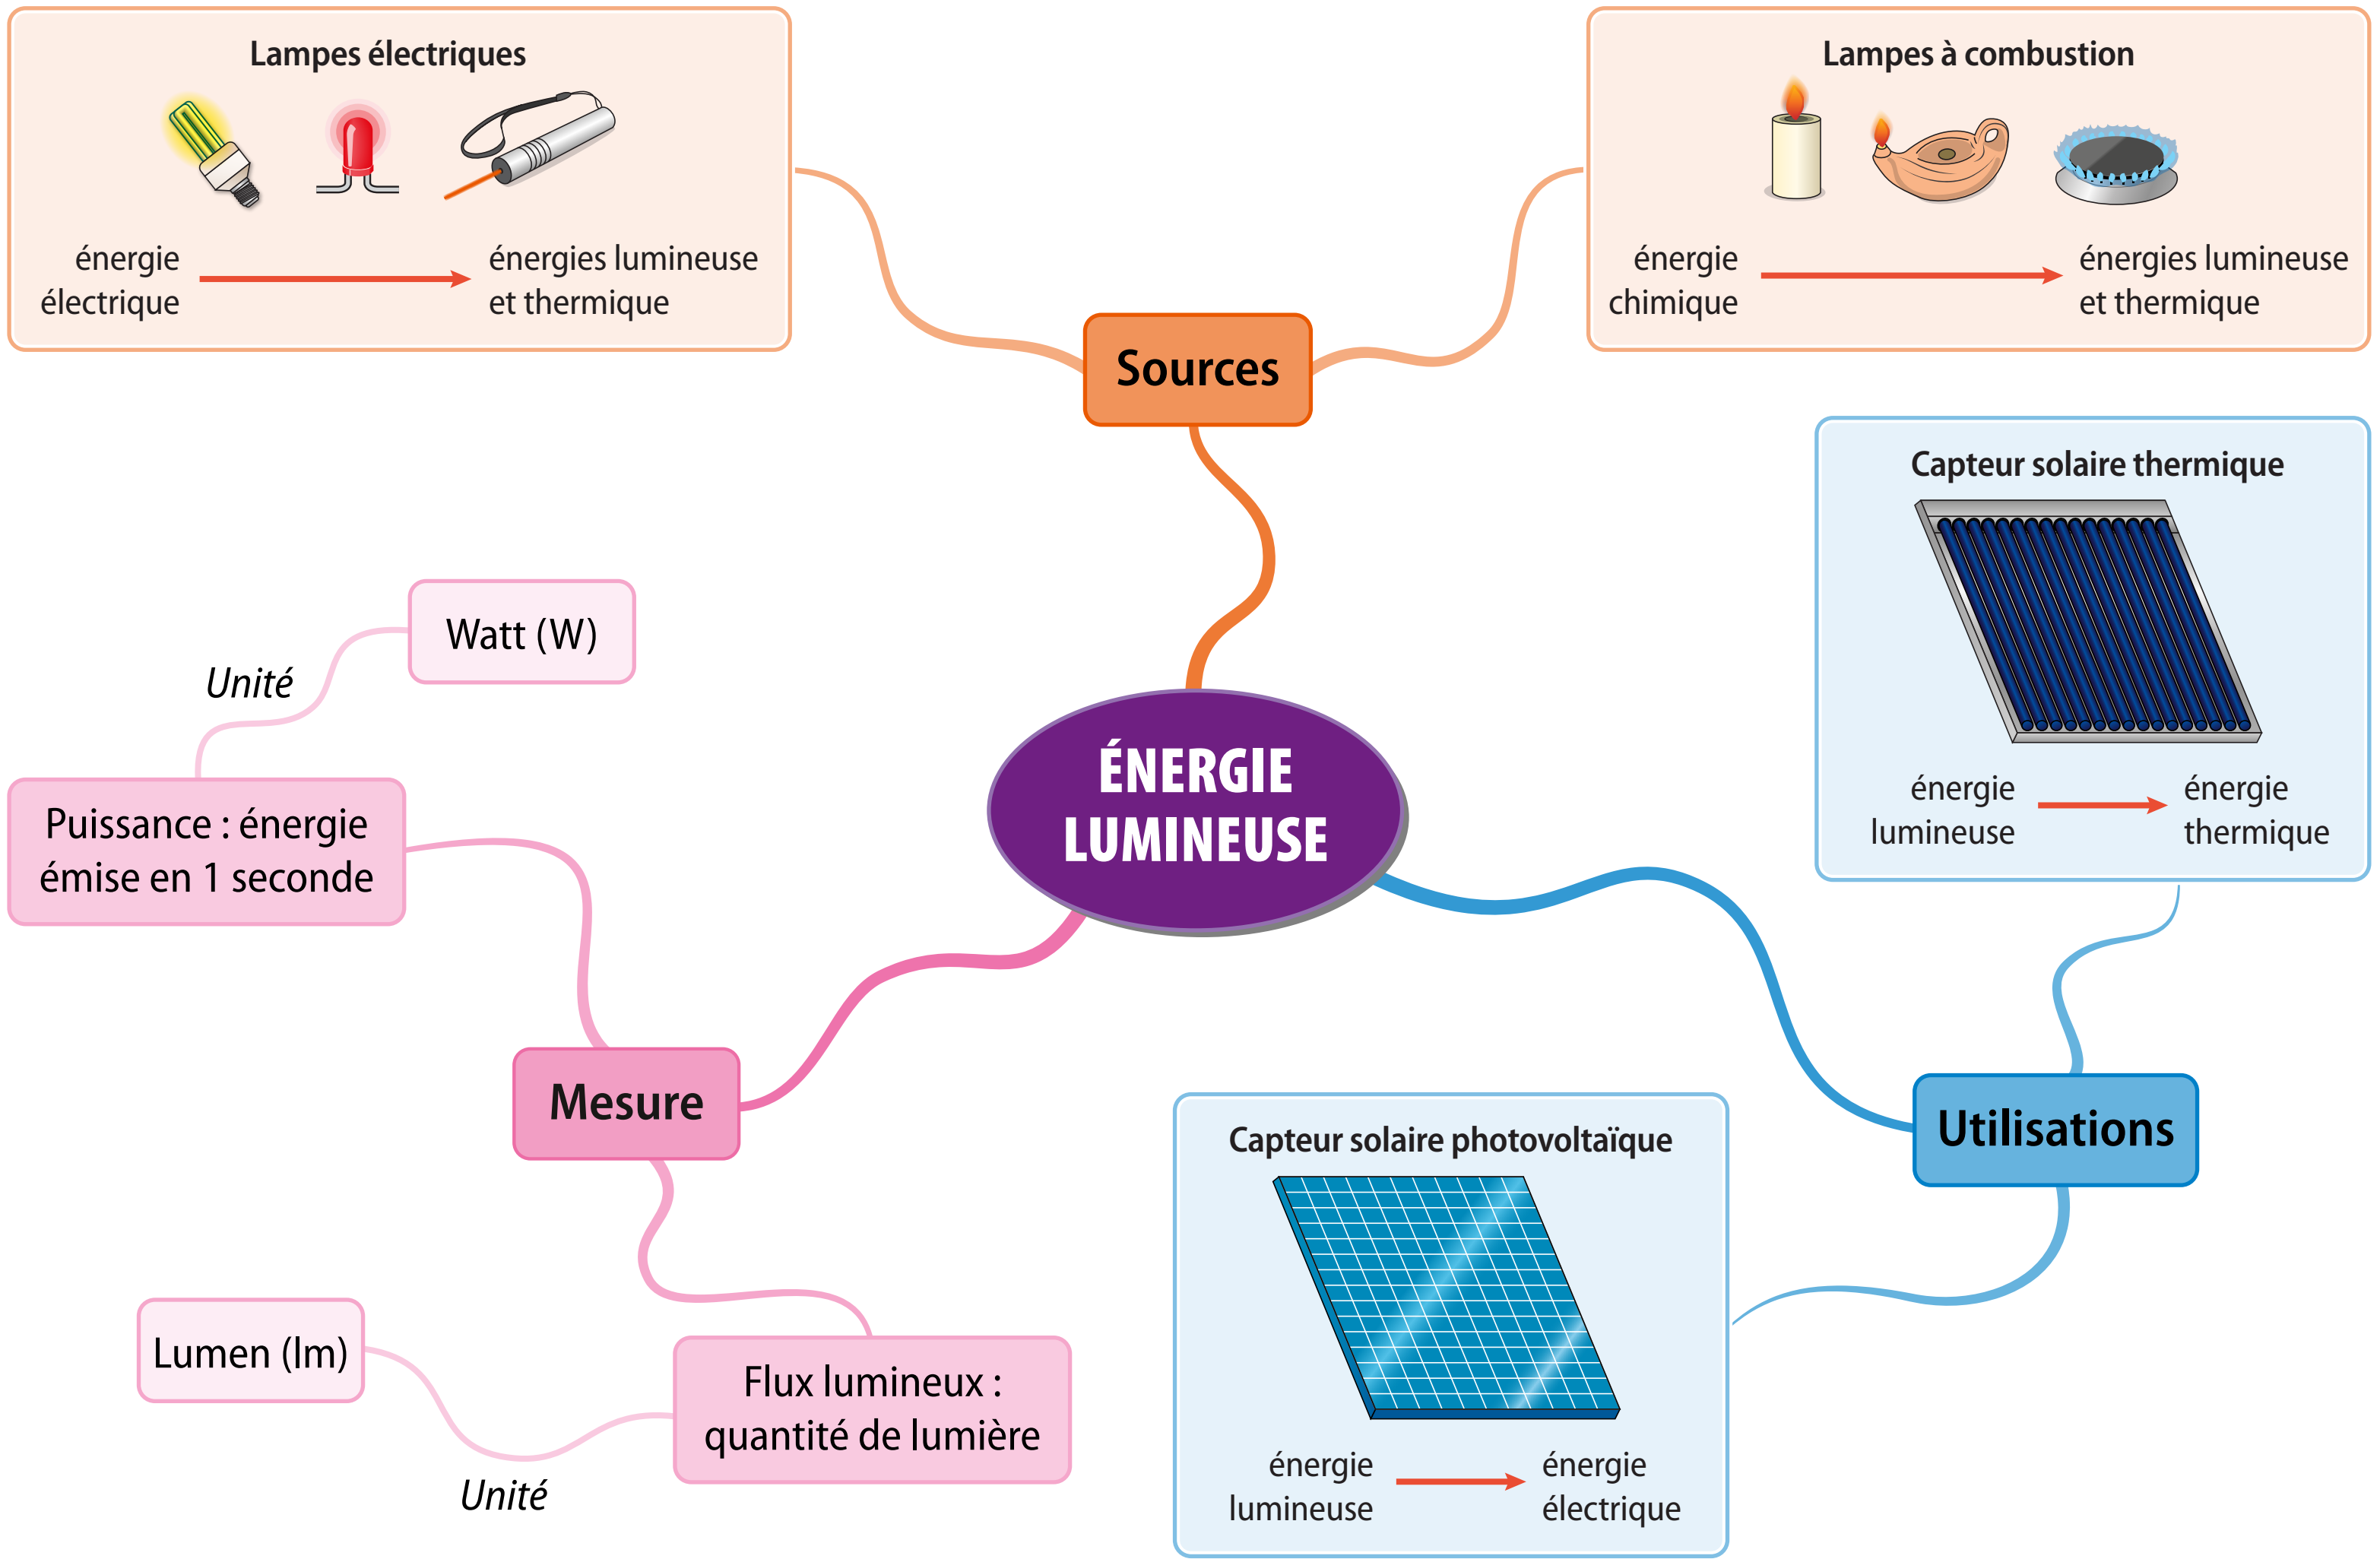 Lampes électriques
énergie
électrique
énergies lumineuse
et thermique
Lampes à combustion
énergie
chimique
énergies lumineuse
et thermique
Sources
Capteur solaire thermique
énergie
lumineuse
énergie
thermique
Watt (W)
Unité
Puissance : énergie
émise en 1 seconde
ÉNERGIE
LUMINEUSE
Mesure
Utilisations
Capteur solaire photovoltaïque
énergie
lumineuse
énergie
électrique
Lumen (lm)
Flux lumineux :
quantité de lumière
Unité